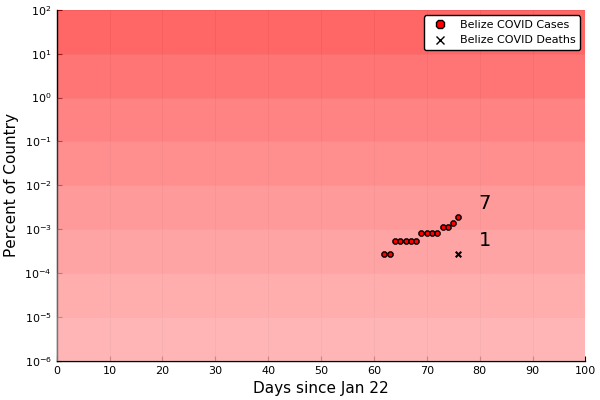 Belize COVID Cases
Belize COVID Deaths
Percent of Country
10²
10¹
10⁰
10⁻¹
10⁻²
10⁻³
10⁻⁴
10⁻⁵
10⁻⁶
7
1
0 10 20 30 40 50 60 70 80 90 100
Days since Jan 22